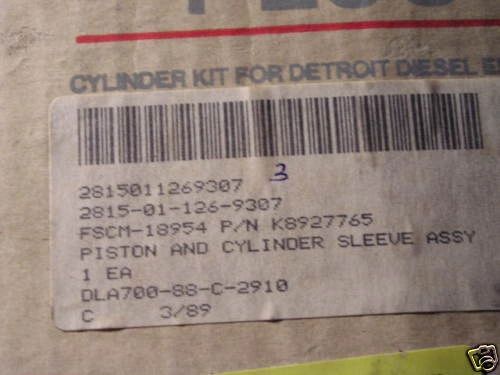 CYLINDER KIT FOR DETROIT DIESEL
3
2815011269307
2815-01-126-9307
FSCM-18954 P/N K8927765
PISTON AND CYLINDER SLEEVE ASSY
1 EA
DLA700-88-C-2910
C 3/89
eb